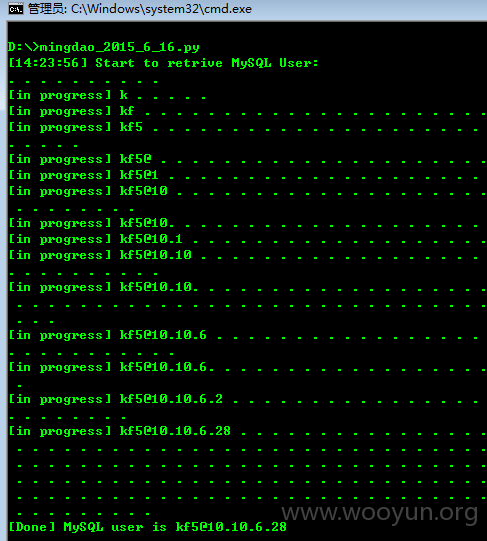 管理员: C:\Windows\system32\cmd.exe
D:\>mingdao_2015_6_16.py
[14:23:56] Start to retrive MySQL User:
. . . . . . . . . .
[in progress] k . . . . .
[in progress] kf . . . . . . . . . . . . . . . . . . . . . .
[in progress] kf5 . . . . . . . . . . . . . . . . . . . . .
. . . . .
[in progress] kf5@ . . . . . . . . . . . . . . . . . . . . .
[in progress] kf5@1 . . . . . . . . . . . . . . . . . . . .
[in progress] kf5@10 . . . . . . . . . . . . . . . . . . . .
. . . . . . . .
[in progress] kf5@10. . . . . . . . . . . . . . . . . . . .
[in progress] kf5@10.1 . . . . . . . . . . . . . . . . . . .
[in progress] kf5@10.10 . . . . . . . . . . . . . . . . . .
. . . . . . . . . .
[in progress] kf5@10.10. . . . . . . . . . . . . . . . . . .
. . . . . . . . . . . . . . . . . . . . . . . . . . . . . .
. . .
[in progress] kf5@10.10.6 . . . . . . . . . . . . . . . . .
. . . . . . . . . . .
[in progress] kf5@10.10.6. . . . . . . . . . . . . . . . . .
.
[in progress] kf5@10.10.6.2 . . . . . . . . . . . . . . . .
. . . . . . . .
[in progress] kf5@10.10.6.28 . . . . . . . . . . . . . . . .
. . . . . . . . . . . . . . . . . . . . . . . . . . . . . .
. . . . . . . . . . . . . . . . . . . . . . . . . . . . . .
. . . . . . . . . . . . . . . . . . . . . . . . . . . . . .
. . . . . . . . . . . . . . . . . . . . . . . . . . . . . .
. . . . . . . . .
www.wooyun.org
[Done] MySQL user is kf5@10.10.6.28